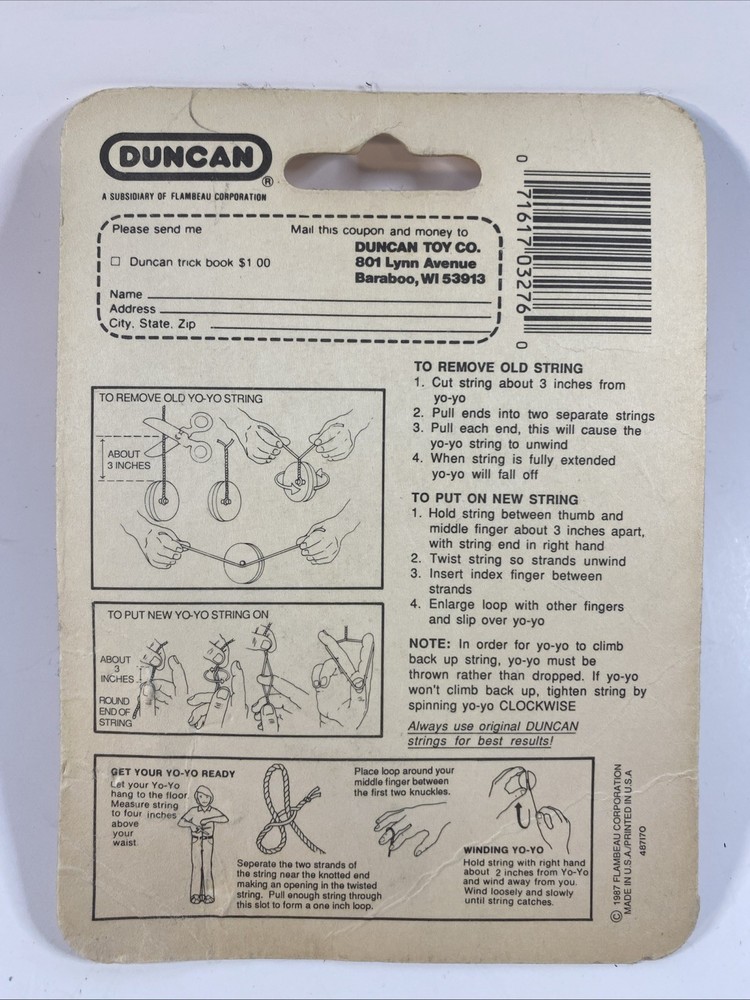 DUNCAN
®
A SUBSIDIARY OF FLAMBEAU CORPORATION
Please send me
Mail this coupon and money to
DUNCAN TOY CO.
801 Lynn Avenue
Baraboo, WI 53913
☐ Duncan trick book $1 00
Name
Address
City. State. Zip
0 71617 03276 0
TO REMOVE OLD YO-YO STRING
ABOUT
3 INCHES
TO REMOVE OLD STRING
1. Cut string about 3 inches from
yo-yo
2. Pull ends into two separate strings
3. Pull each end, this will cause the
yo-yo string to unwind
4. When string is fully extended
yo-yo will fall off
TO PUT ON NEW STRING
1. Hold string between thumb and
middle finger about 3 inches apart,
with string end in right hand
2. Twist string so strands unwind
3. Insert index finger between
strands
4. Enlarge loop with other fingers
and slip over yo-yo
TO PUT NEW YO-YO STRING ON
ABOUT
3
INCHES
ROUND
END OF
STRING
NOTE: In order for yo-yo to climb
back up string, yo-yo must be
thrown rather than dropped. If yo-yo
won't climb back up, tighten string by
spinning yo-yo CLOCKWISE
Always use original DUNCAN
strings for best results!
GET YOUR YO-YO READY
Let your Yo-Yo
hang to the floor.
Measure string
to four inches
above
your
waist.
Seperate the two strands of
the string near the knotted end
making an opening in the twisted
string. Pull enough string through
this slot to form a one inch loop.
Place loop around your
middle finger between
the first two knuckles.
WINDING YO-YO
Hold string with right hand
about 2 inches from Yo-Yo
and wind away from you.
Wind loosely and slowly
until string catches.
© 1987 FLAMBEAU CORPORATION
MADE IN U.S.A./PRINTED IN U.S.A
487I70